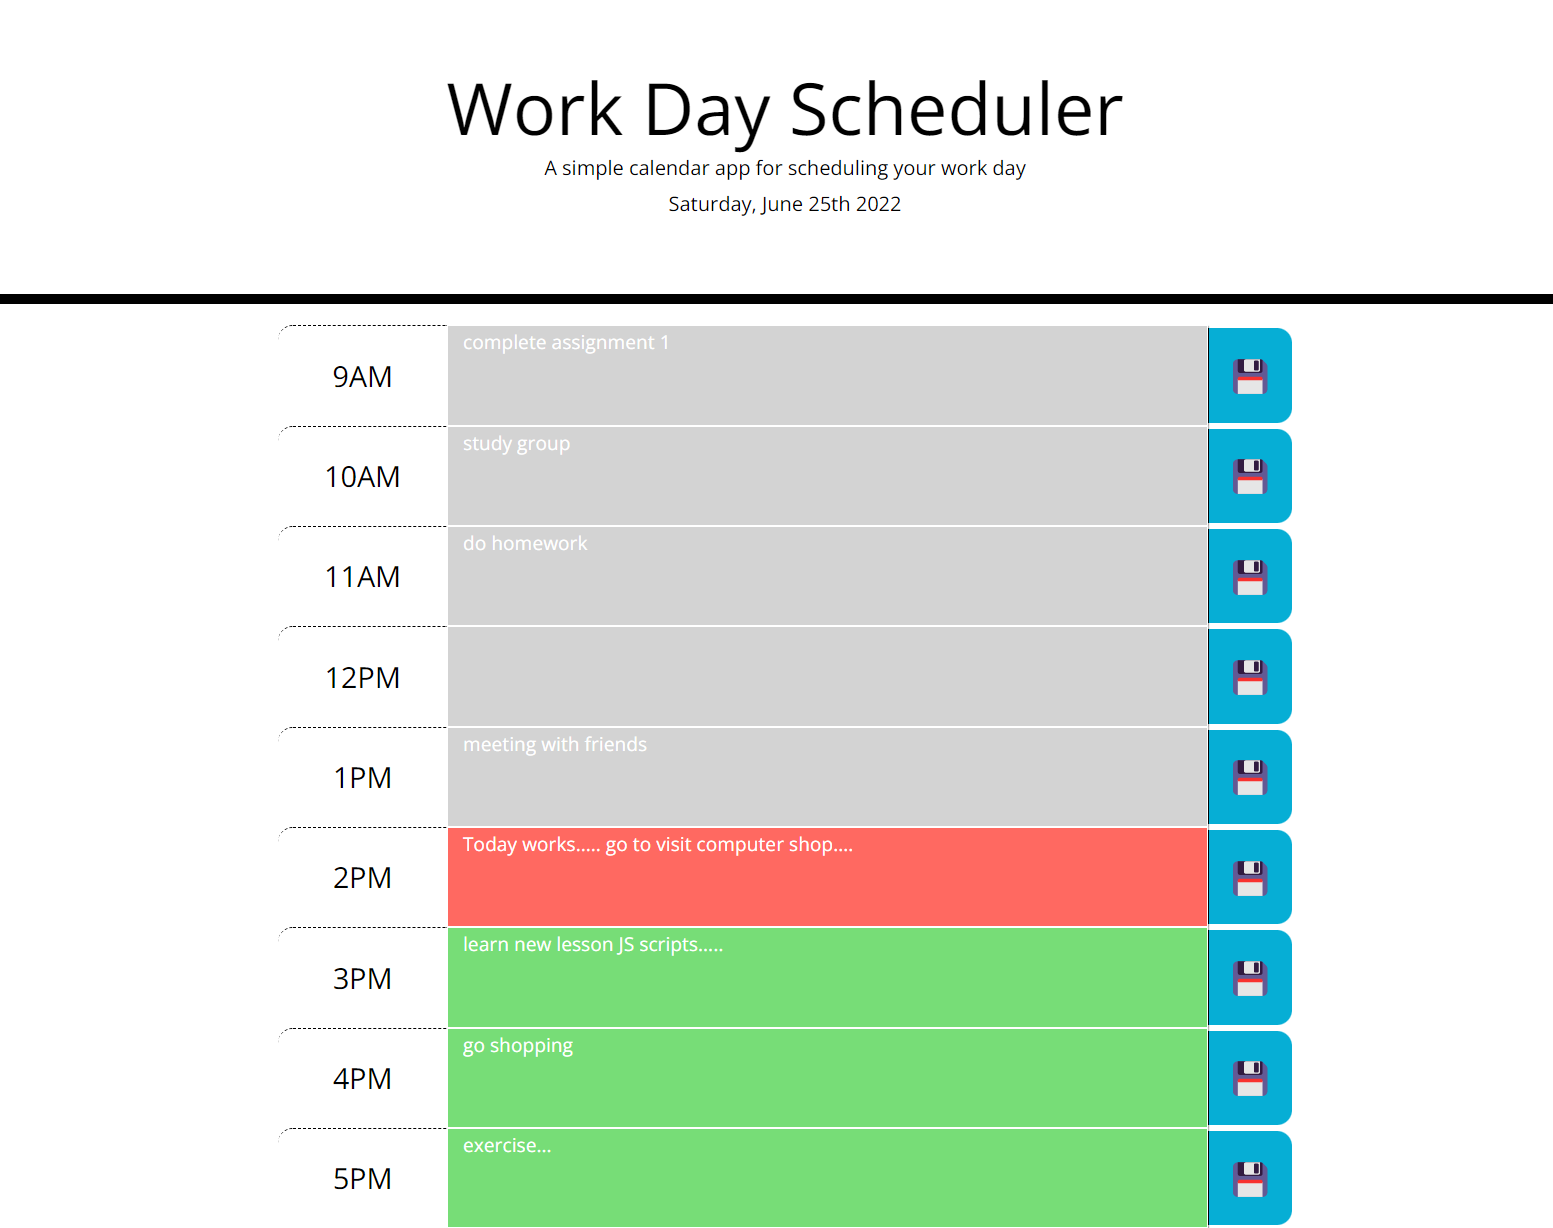 Work Day Scheduler
A simple calendar app for scheduling your work day
Saturday, June 25th 2022
9AM
complete assignment 1
10AM
study group
11AM
do homework
12PM
1PM
meeting with friends
2PM
Today works..... go to visit computer shop....
3PM
learn new lesson JS scripts.....
4PM
go shopping
5PM
exercise...